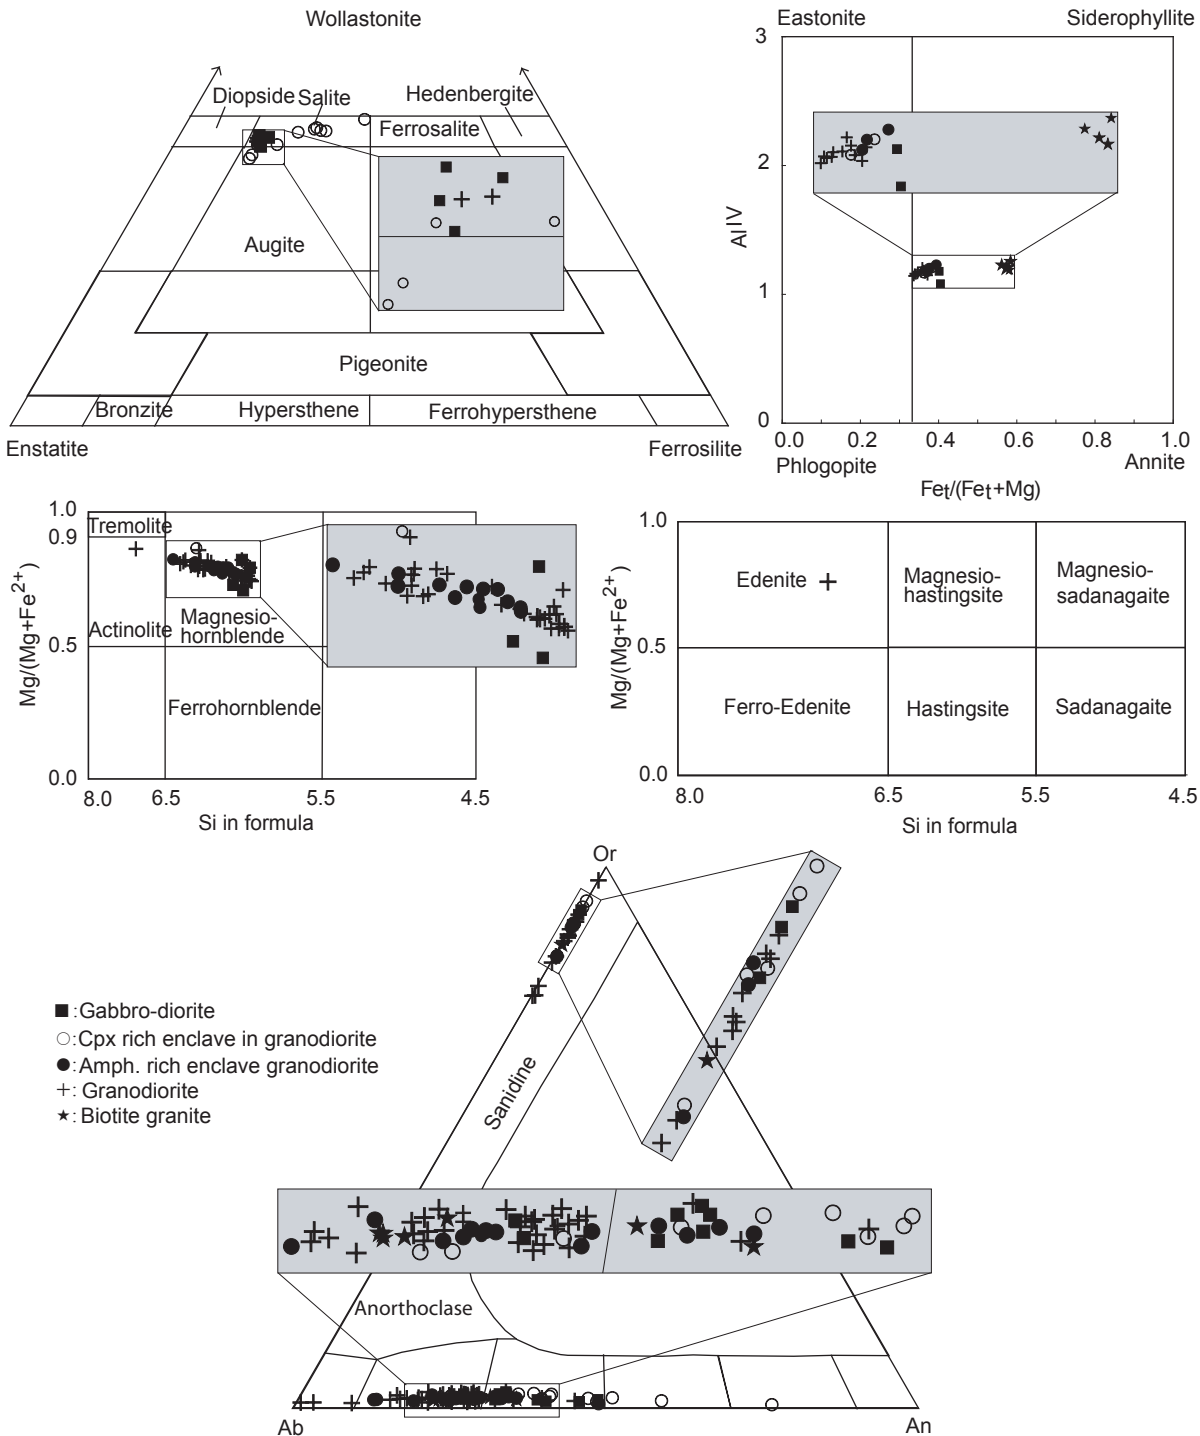 Wollastonite
Diopside Salite
Hedenbergite
Ferrosalite
Augite
Pigeonite
Bronzite
Hypersthene
Ferrohypersthene
Enstatite
Ferrosilite
Eastonite
Siderophyllite
3
2
1
0
Al IV
0.0 0.2 0.4 0.6 0.8 1.0
Phlogopite
Annite
Fet/(Fet+Mg)
1.0
0.9
0.5
0.0
Mg/(Mg+Fe2+)
Tremolite
Actinolite
Magnesio-
hornblende
Ferrohornblende
8.0 6.5 5.5 4.5
Si in formula
1.0
0.5
0.0
Mg/(Mg+Fe2+)
Edenite
Magnesio-
hastingsite
Magnesio-
sadanagaite
Ferro-Edenite
Hastingsite
Sadanagaite
8.0 6.5 5.5 4.5
Si in formula
Or
: Gabbro-diorite
: Cpx rich enclave in granodiorite
: Amph. rich enclave granodiorite
: Granodiorite
: Biotite granite
Sanidine
Anorthoclase
Ab
An